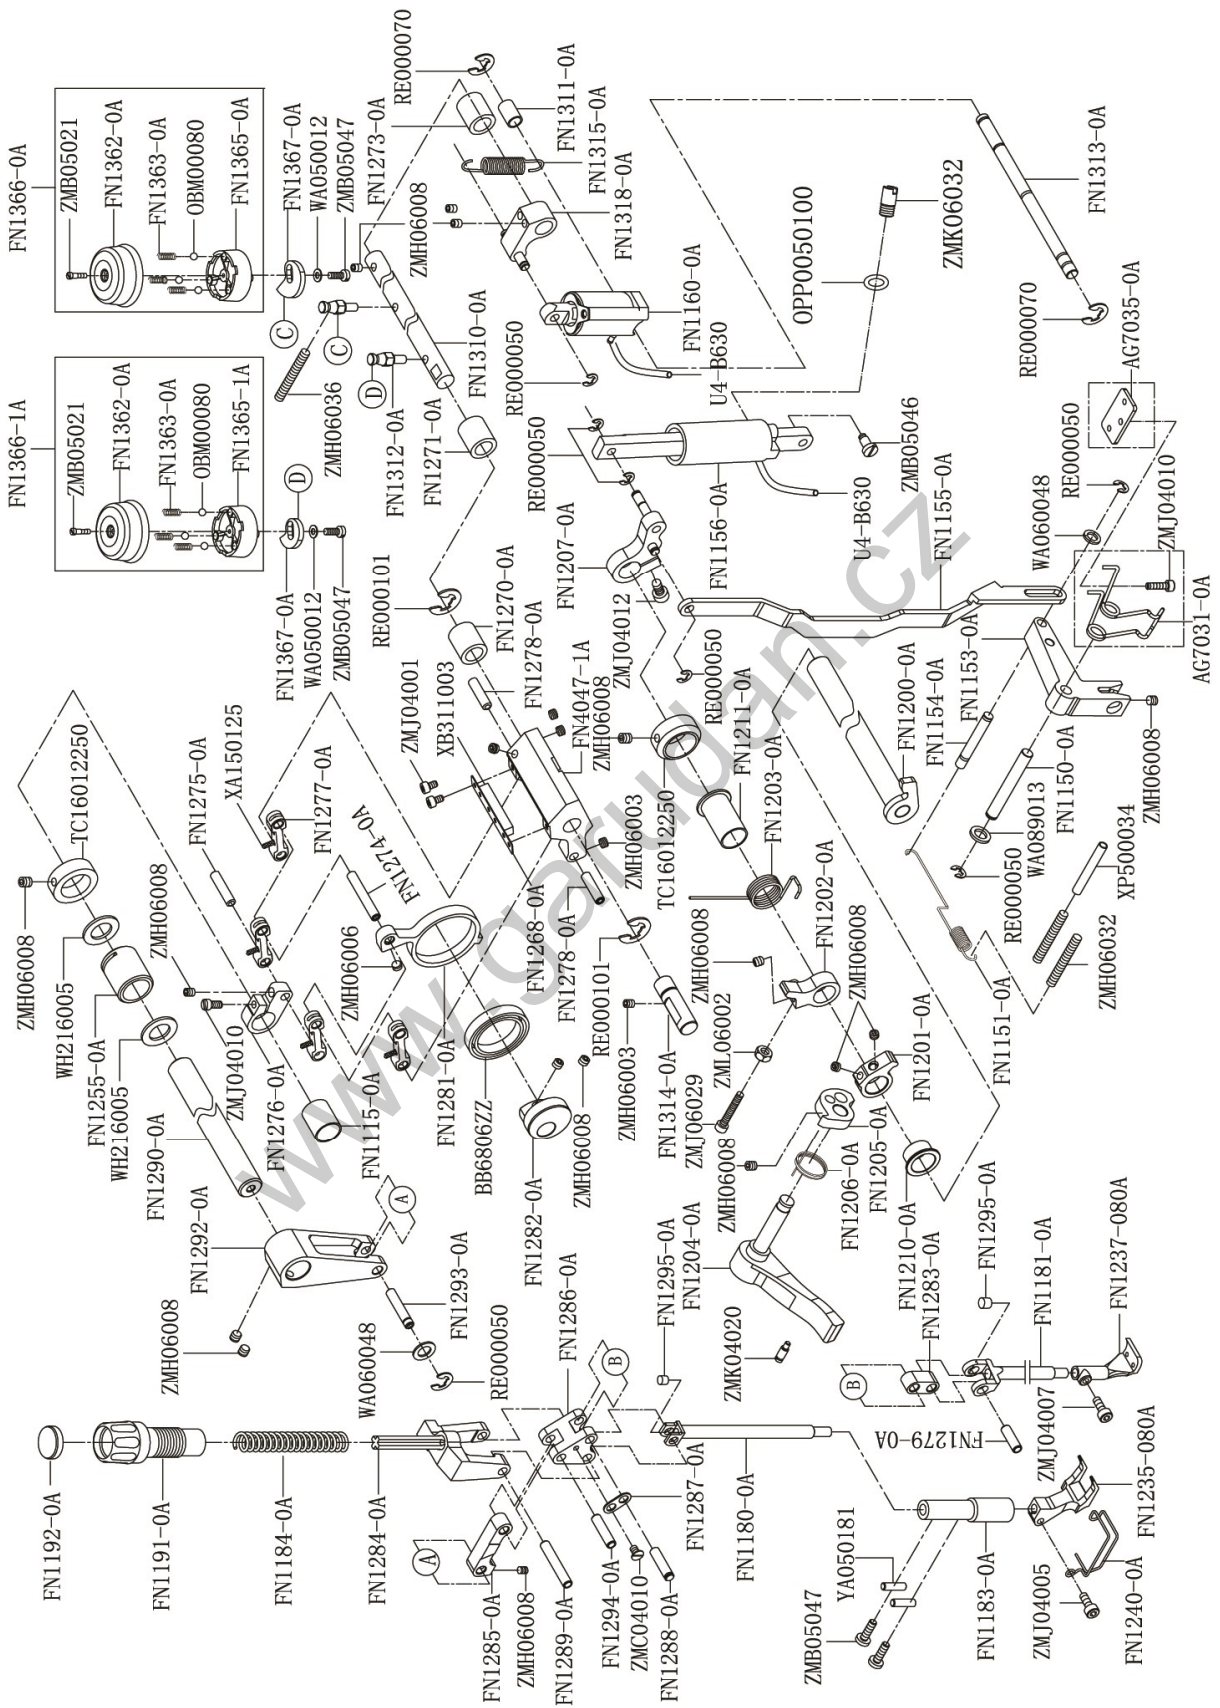 FN1366-0A
ZMB05021
FN1362-0A
FN1363-0A
OBM00080
FN1365-0A
FN1367-0A
WA050012
ZMB05047
FN1273-0A
RE000070
FN1311-0A
FN1315-0A
FN1318-0A
ZMH06008
C
C
D
ZMH06036
FN1312-0A
FN1310-0A
FN1271-0A
FN1160-0A
U4-B630
RE000050
OPP0050100
ZMK06032
FN1313-0A
RE000070
FN1366-1A
ZMB05021
FN1362-0A
FN1363-0A
OBM00080
FN1365-1A
D
FN1367-0A
WA050012
ZMB05047
RE000101
FN1270-0A
FN1278-0A
FN4047-1A
ZMH06008
ZMJ04001
XB311003
RE000050
FN1207-0A
FN1156-0A
U4-B630
ZMB05046
FN1155-0A
ZMJ04012
RE000050
AG7035-0A
RE000050
WA060048
ZMJ04010
AG7031-0A
FN1153-0A
FN1154-0A
FN1200-0A
FN1150-0A
WA089013
RE000050
ZMH06008
XP500034
ZMH06032
FN1151-0A
FN1211-0A
FN1203-0A
TC16012250
ZMH06003
FN1202-0A
ZMH06008
ZMH06008
ZML06002
ZMJ06029
FN1201-0A
FN1205-0A
FN1206-0A
FN1210-0A
ZMH06008
FN1204-0A
ZMK04020
TC16012250
ZMH06008
WH216005
FN1255-0A
WH216005
FN1290-0A
FN1292-0A
ZMH06008
FN1275-0A
XA150125
FN1277-0A
FN1274-0A
ZMH06008
ZMJ04010
FN1276-0A
FN1115-0A
ZMH06006
FN1281-0A
BB6806ZZ
FN1282-0A
ZMH06008
FN1268-0A
FN1278-0A
RE000101
ZMH06003
FN1314-0A
A
FN1293-0A
WA060048
RE000050
FN1286-0A
B
FN1295-0A
FN1192-0A
FN1191-0A
FN1184-0A
FN1284-0A
A
FN1285-0A
ZMH06008
FN1289-0A
FN1294-0A
ZMC04010
FN1288-0A
FN1287-0A
FN1180-0A
FN1283-0A
B
FN1295-0A
FN1181-0A
FN1237-080A
FN1279-0A
ZMJ04007
FN1235-080A
YA050181
ZMB05047
FN1183-0A
ZMJ04005
FN1240-0A
www.garudan.cz